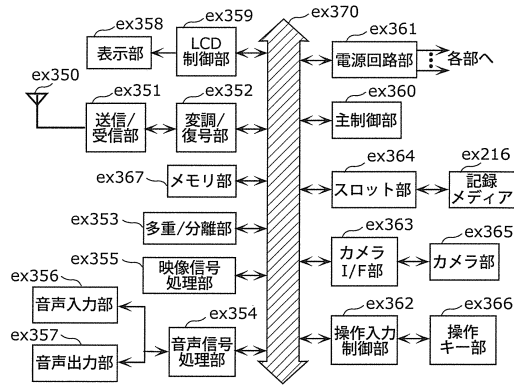 ex358
ex359
ex370
ex361
表示部
LCD
制御部
電源回路部
各部へ
ex350
ex351
ex352
ex360
送信/
受信部
変調/
復号部
主制御部
ex367
メモリ部
ex364
ex216
スロット部
記録
メディア
ex353
多重/分離部
ex363
ex365
カメラ
I/F部
カメラ部
ex355
映像信号
処理部
ex356
音声入力部
ex354
ex362
ex366
ex357
音声出力部
音声信号
処理部
操作入力
制御部
操作
キー部